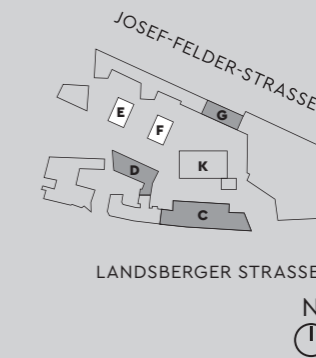 JOSEF-FELDER-STRASSE
E
G
F
D
K
C
LANDSBERGER STRASSE
N